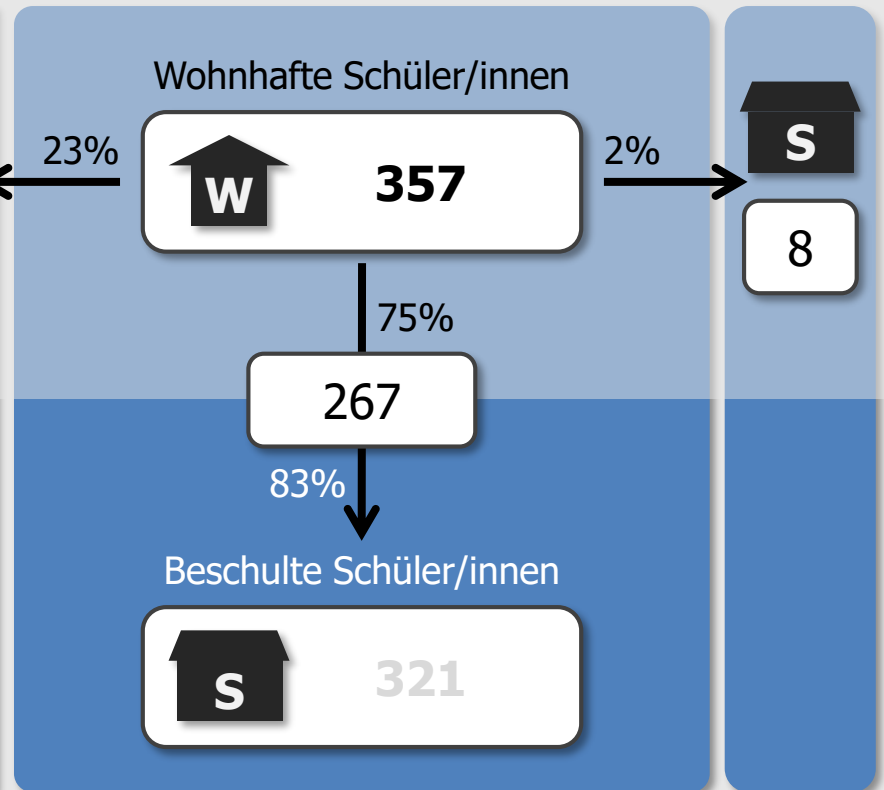 Wohnhafte Schüler/innen
23%
W
357
2%
S
8
75%
267
83%
Beschulte Schüler/innen
S
321